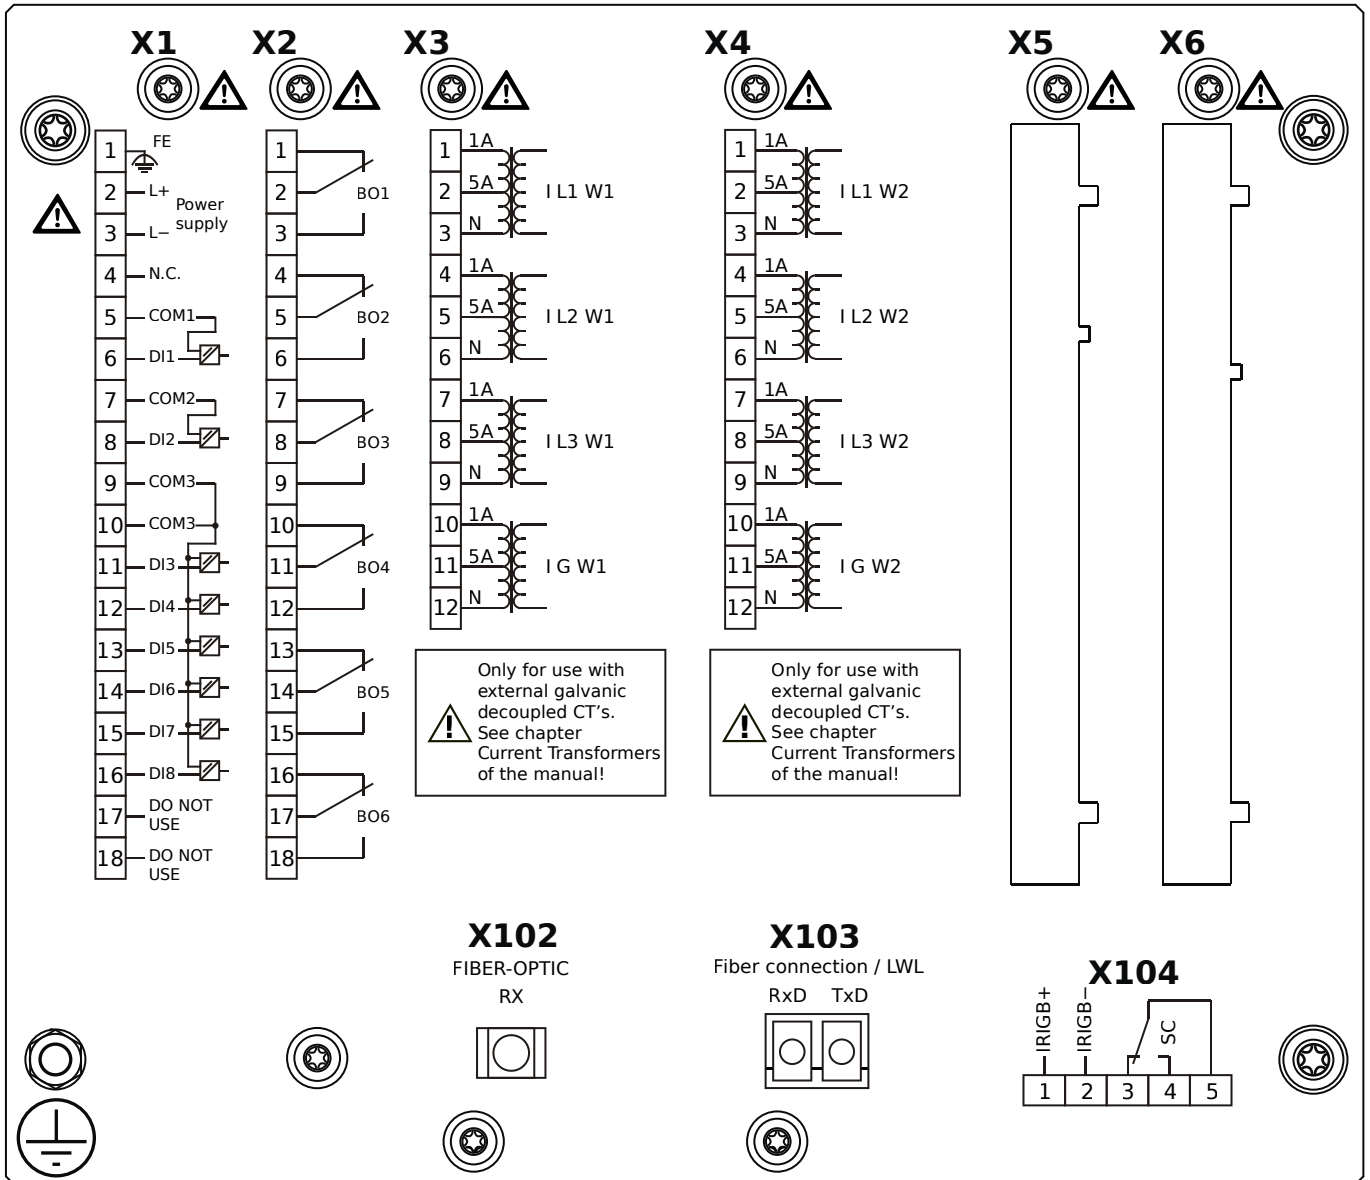 X1 X2 X3 X4 X5 X6
1 FE
2 L+
Power
supply
3 L−
4 N.C.
5 COM1
6 DI1
7 COM2
8 DI2
9 COM3
10 COM3
11 DI3
12 DI4
13 DI5
14 DI6
15 DI7
16 DI8
17 DO NOT
USE
18 DO NOT
USE
1
2 BO1
3
4
5 BO2
6
7
8 BO3
9
10
11 BO4
12
13
14 BO5
15
16
17 BO6
18
1 1A
2 5A I L1 W1
3 N
4 1A
5 5A I L2 W1
6 N
7 1A
8 5A I L3 W1
9 N
10 1A
11 5A I G W1
12 N
Only for use with
external galvanic
decoupled CT's.
See chapter
Current Transformers
of the manual!
1 1A
2 5A I L1 W2
3 N
4 1A
5 5A I L2 W2
6 N
7 1A
8 5A I L3 W2
9 N
10 1A
11 5A I G W2
12 N
Only for use with
external galvanic
decoupled CT's.
See chapter
Current Transformers
of the manual!
X102
FIBER-OPTIC
RX
X103
Fiber connection / LWL
RxD TxD
X104
IRIGB+
IRIGB−
SC
1 2 3 4 5